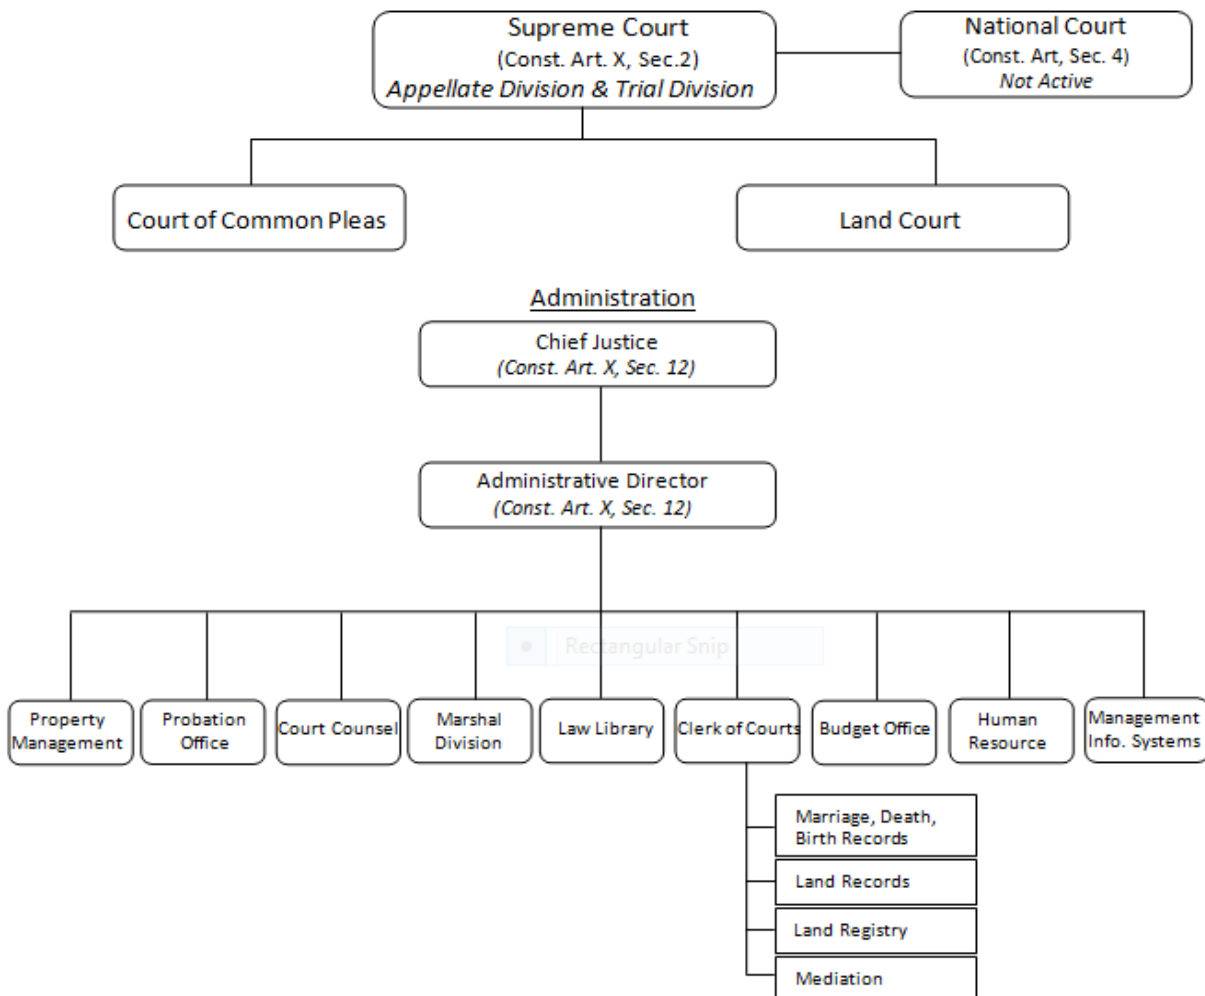 Supreme Court
(Const. Art. X, Sec.2)
Appellate Division & Trial Division
National Court
(Const. Art, Sec. 4)
Not Active
Court of Common Pleas
Land Court
Administration
Chief Justice
(Const. Art. X, Sec. 12)
Administrative Director
(Const. Art. X, Sec. 12)
Rectangular Snip
Property
Management
Probation
Office
Court Counsel
Marshal
Division
Law Library
Clerk of Courts
Budget Office
Human
Resource
Management
Info. Systems
Marriage, Death,
Birth Records
Land Records
Land Registry
Mediation